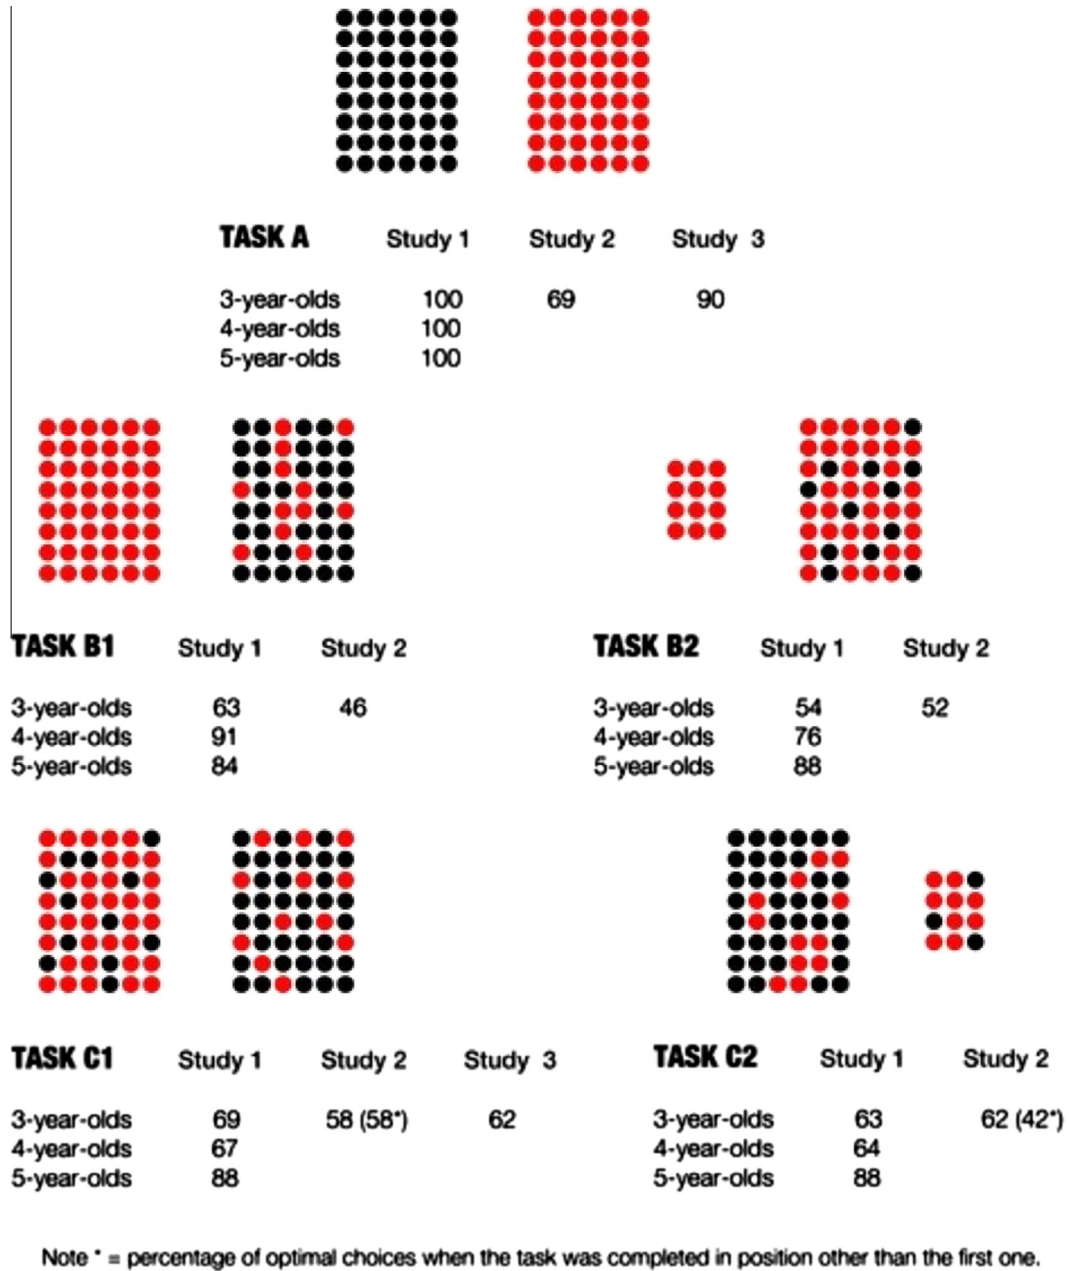 TASK A Study 1 Study 2 Study 3
3-year-olds 100 69 90
4-year-olds 100
5-year-olds 100
TASK B1 Study 1 Study 2
3-year-olds 63 46
4-year-olds 91
5-year-olds 84
TASK B2 Study 1 Study 2
3-year-olds 54 52
4-year-olds 76
5-year-olds 88
TASK C1 Study 1 Study 2 Study 3
3-year-olds 69 58 (58*) 62
4-year-olds 67
5-year-olds 88
TASK C2 Study 1 Study 2
3-year-olds 63 62 (42*)
4-year-olds 64
5-year-olds 88
Note * = percentage of optimal choices when the task was completed in position other than the first one.